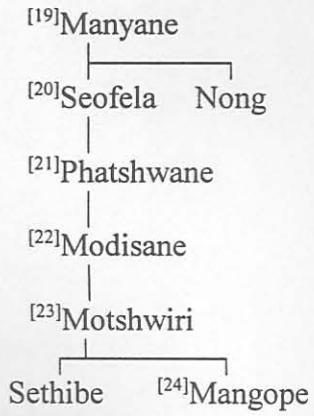 [19]Manyane
[20]Seofela Nong
[21]Phatshwane
[22]Modisane
[23]Motshwiri
Sethibe [24]Mangope